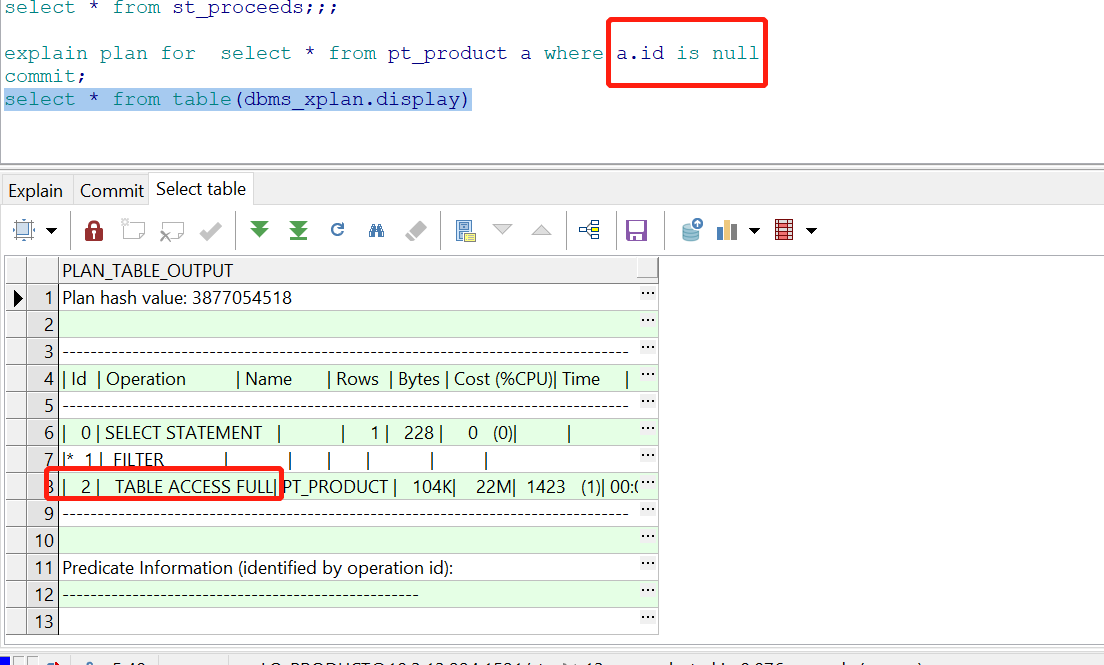 select * from st_proceeds;;;
explain plan for  select * from pt_product a where a.id is null
commit;
select * from table(dbms_xplan.display)
Explain Commit Select table
PLAN_TABLE_OUTPUT
1 Plan hash value: 3877054518 ...
2 ...
3 -------------------------------------------------------------------------------- ...
4 | Id | Operation | Name | Rows | Bytes | Cost (%CPU)| Time | ...
5 -------------------------------------------------------------------------------- ...
6 | 0 | SELECT STATEMENT | | 1 | 228 | 0 (0)| | ...
7 |* 1 | FILTER | | | | | | ...
8 | 2 | TABLE ACCESS FULL| PT_PRODUCT | 104K| 22M| 1423 (1)| 00:0 ...
9 -------------------------------------------------------------------------------- ...
10 ...
11 Predicate Information (identified by operation id): ...
12 --------------------------------------------------- ...
13 ...